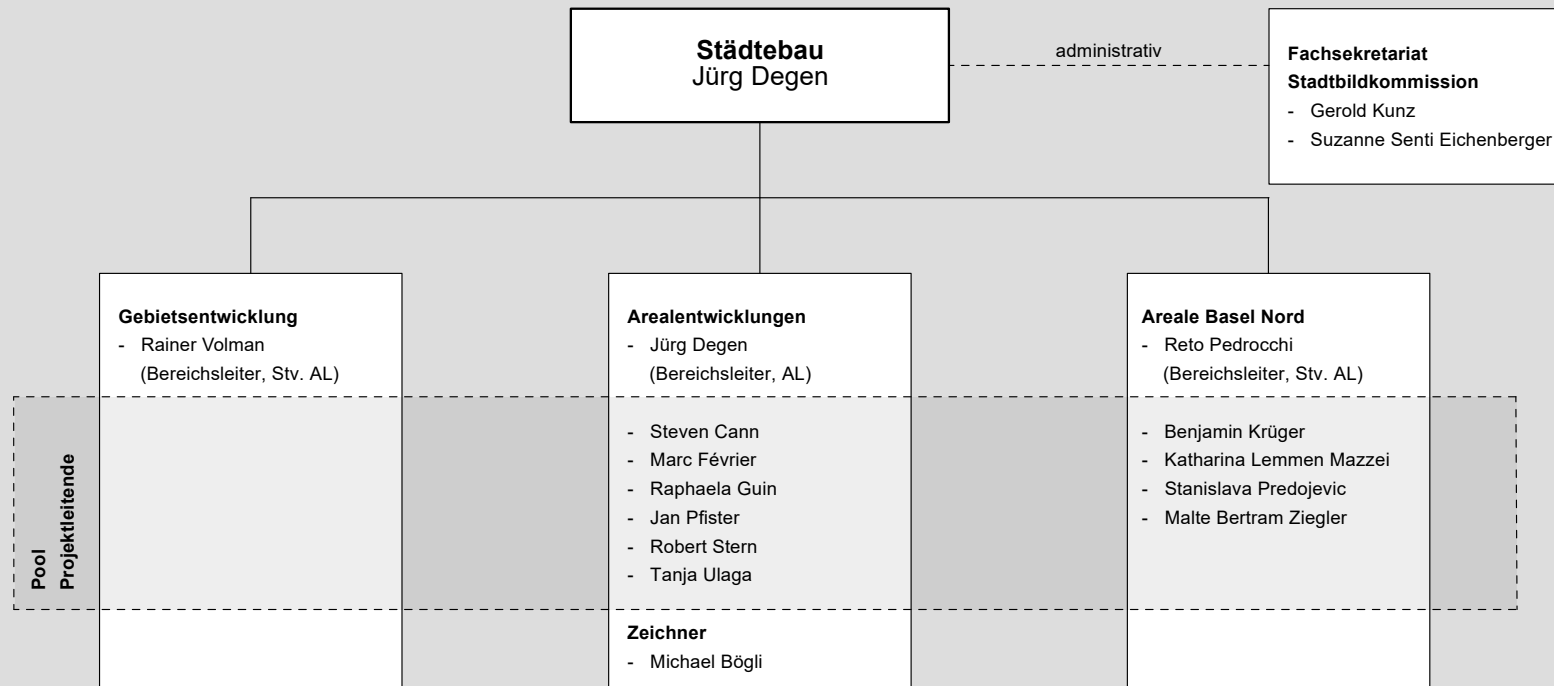 Städtebau
Jürg Degen
administrativ
Fachsekretariat
Stadtbildkommission
- Gerold Kunz
- Suzanne Senti Eichenberger
Gebietsentwicklung
- Rainer Volman
(Bereichsleiter, Stv. AL)
Arealentwicklungen
- Jürg Degen
(Bereichsleiter, AL)
- Steven Cann
- Marc Février
- Raphaela Guin
- Jan Pfister
- Robert Stern
- Tanja Ulaga
Zeichner
- Michael Bögli
Areale Basel Nord
- Reto Pedrocchi
(Bereichsleiter, Stv. AL)
- Benjamin Krüger
- Katharina Lemmen Mazzei
- Stanislava Predojevic
- Malte Bertram Ziegler
Pool
Projektleitende